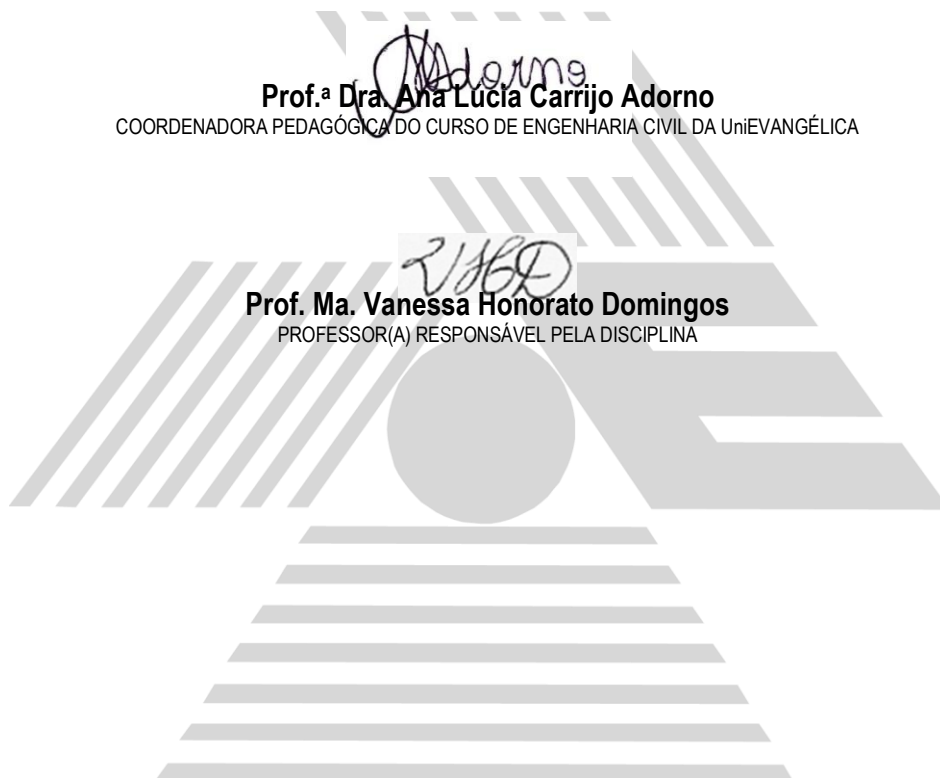 Adorno
Prof.ª Dra. Ana Lúcia Carrijo Adorno
COORDENADORA PEDAGÓGICA DO CURSO DE ENGENHARIA CIVIL DA UniEVANGÉLICA
VHD
Prof. Ma. Vanessa Honorato Domingos
PROFESSOR(A) RESPONSÁVEL PELA DISCIPLINA